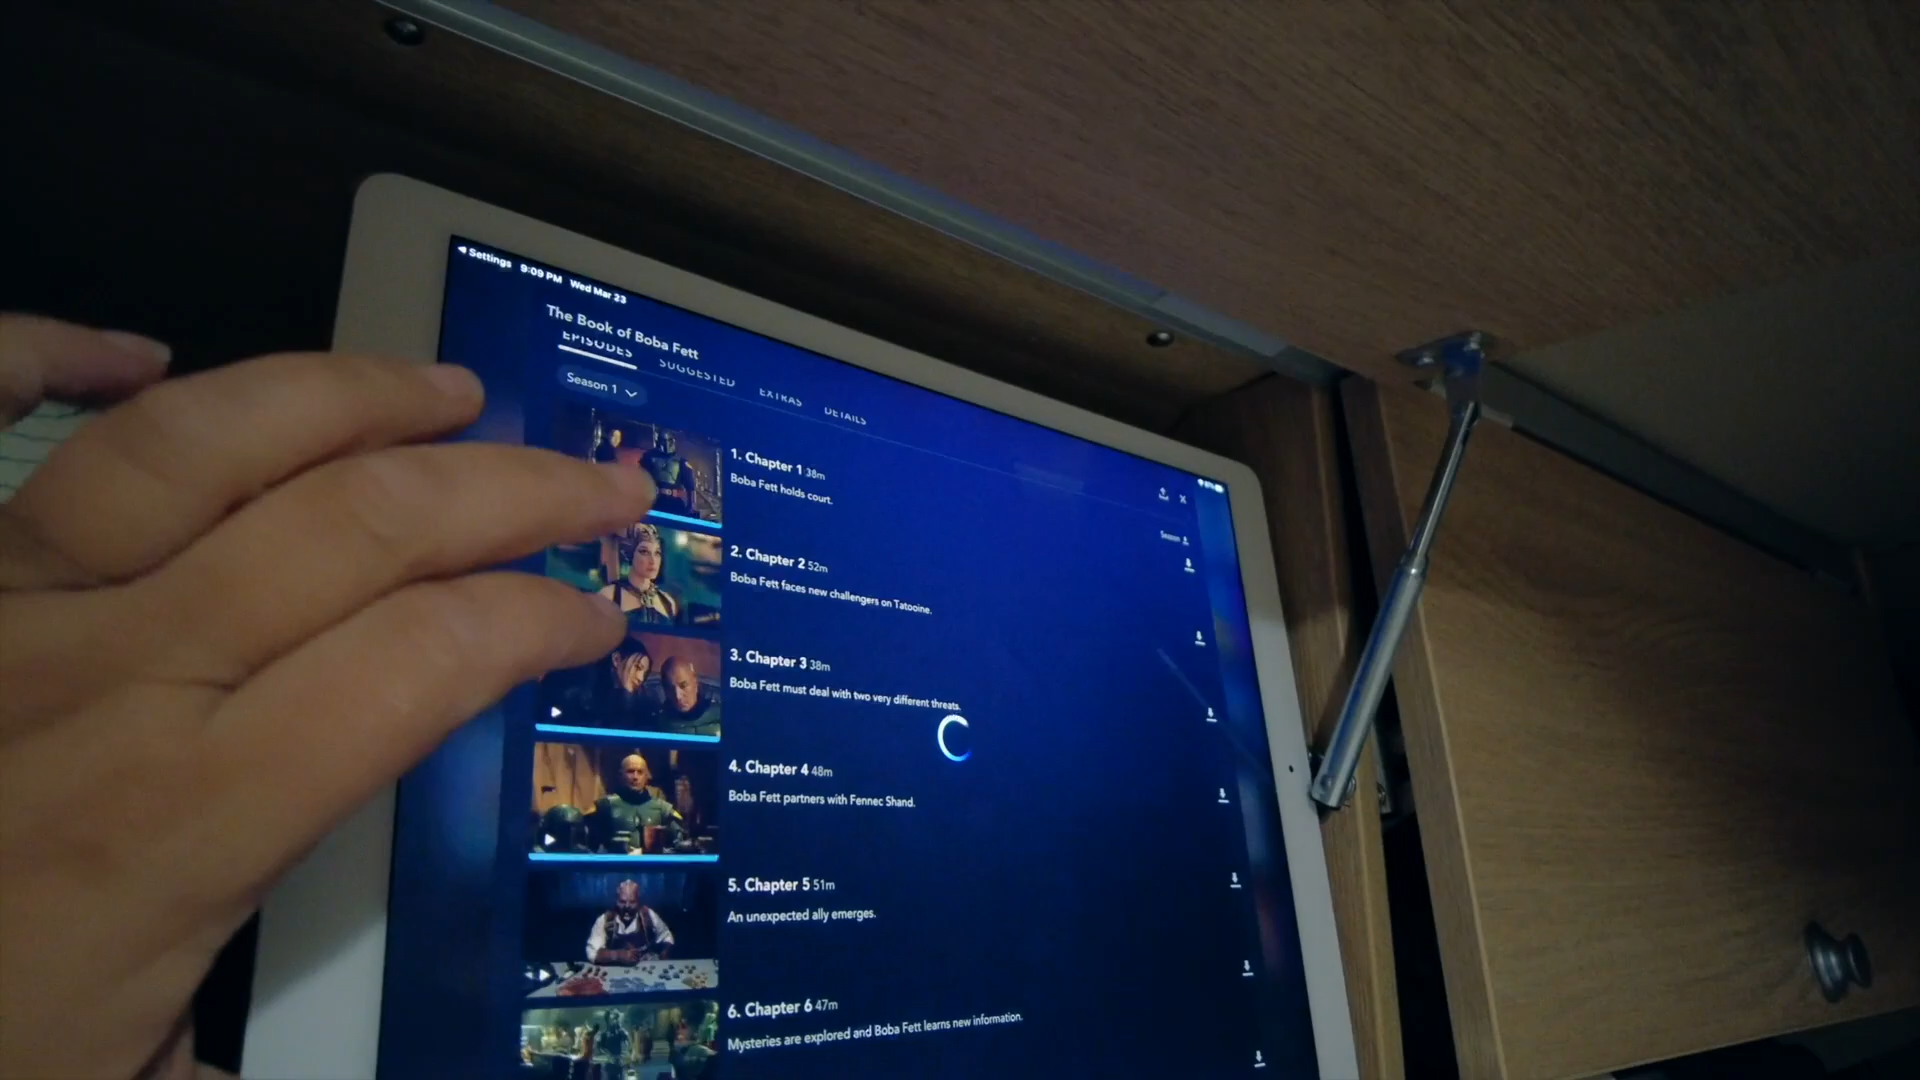 ◀ Settings 9:09 PM Wed Mar 23
The Book of Boba Fett
EPISODES SUGGESTED EXTRAS DETAILS
Season 1
Season
1. Chapter 1 38m
Boba Fett holds court.
2. Chapter 2 52m
Boba Fett faces new challengers on Tatooine.
3. Chapter 3 38m
Boba Fett must deal with two very different threats.
4. Chapter 4 48m
Boba Fett partners with Fennec Shand.
5. Chapter 5 51m
An unexpected ally emerges.
6. Chapter 6 47m
Mysteries are explored and Boba Fett learns new information.